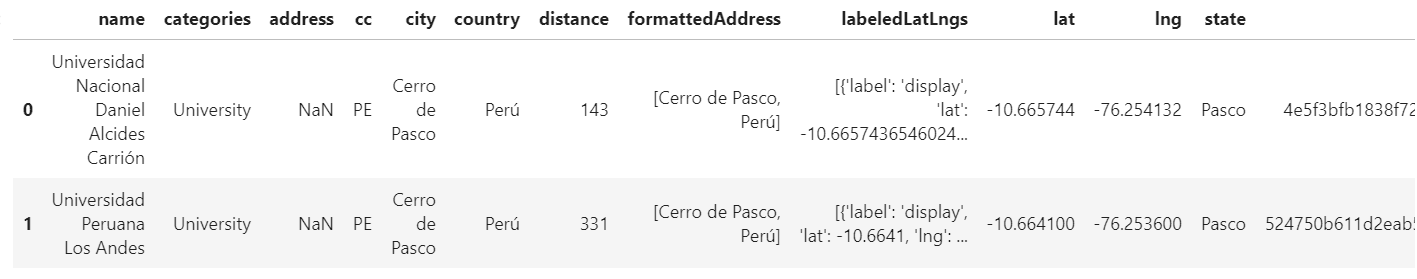 name categories address cc city country distance formattedAddress labeledLatLngs lat lng state
Universidad
Nacional
Daniel
Alcides
Carrión
0 University NaN PE Cerro de Pasco Perú 143 [Cerro de Pasco, Perú] [{'label': 'display', 'lat': -10.6657436546024... -10.665744 -76.254132 Pasco 4e5f3bfb1838f72
Universidad
Peruana
Los Andes
1 University NaN PE Cerro de Pasco Perú 331 [Cerro de Pasco, Perú] [{'label': 'display', 'lat': -10.6641, 'lng': ... -10.664100 -76.253600 Pasco 524750b611d2eab